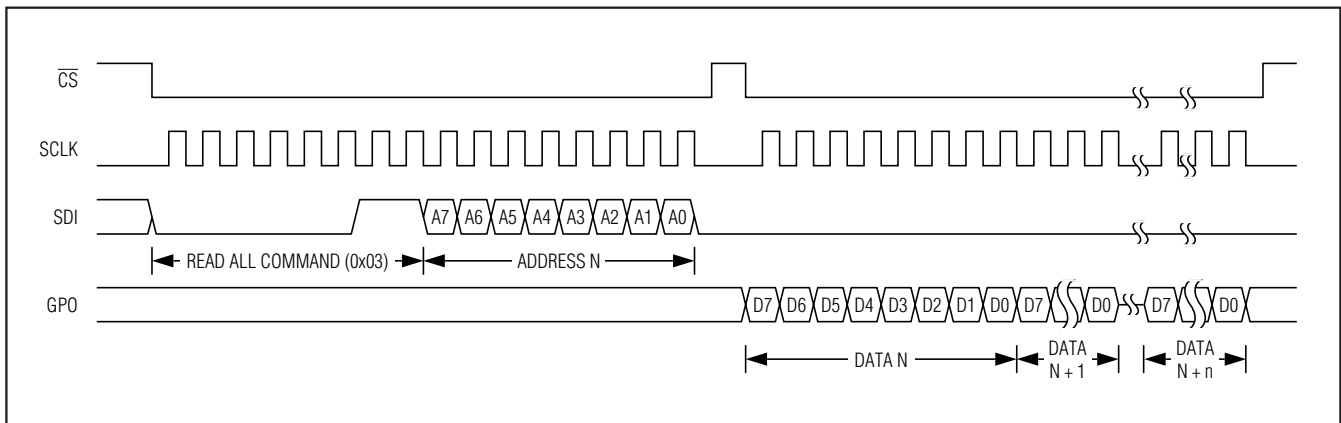 CS
SCLK
SDI
A7 A6 A5 A4 A3 A2 A1 A0
READ ALL COMMAND (0x03) ADDRESS N
GPO
D7 D6 D5 D4 D3 D2 D1 D0 D7 D0 D7 D0
DATA N
DATA
N + 1
DATA
N + n